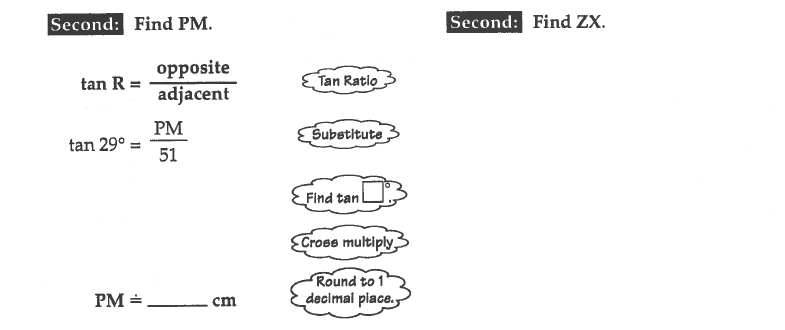 Second: Find PM.
tan R = opposite / adjacent
Tan Ratio
tan 29° = PM / 51
Substitute
Find tan □°.
Cross multiply
PM ≐ ______ cm
Round to 1
decimal place.
Second: Find ZX.